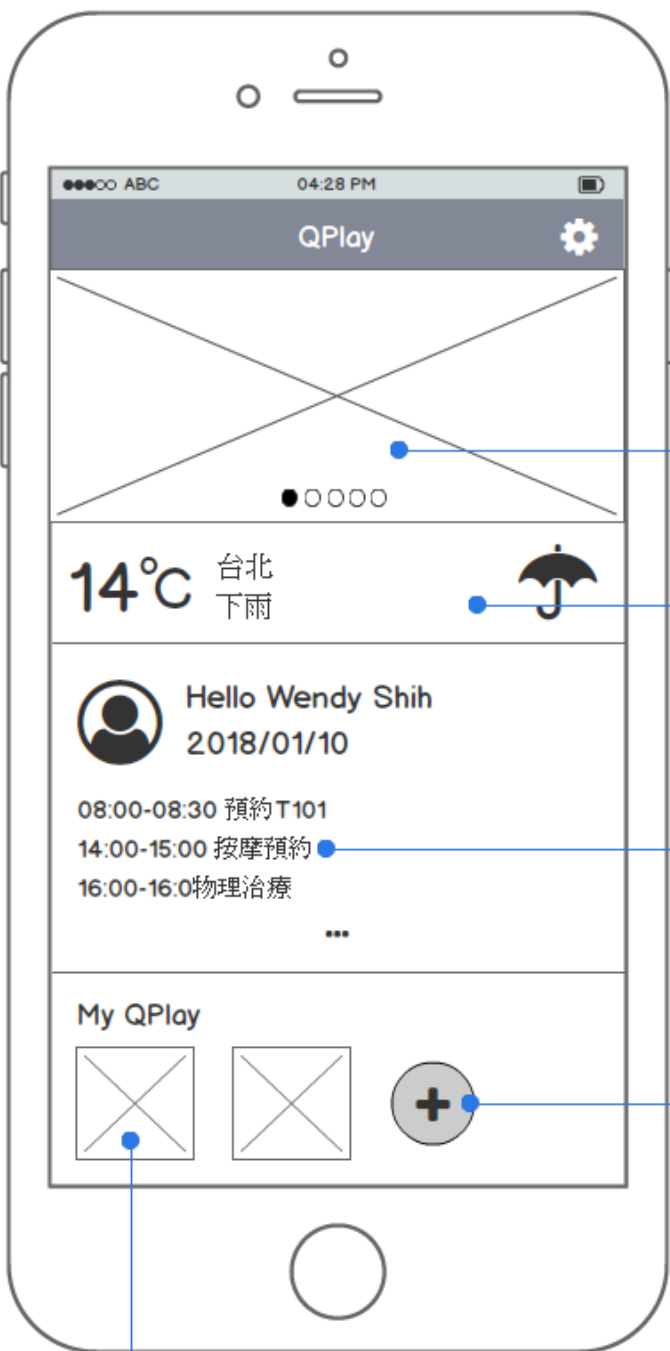 ABC 04:28 PM
QPlay
14°C
台北
下雨
Hello Wendy Shih
2018/01/10
08:00-08:30 預約T101
14:00-15:00 按摩預約
16:00-16:0物理治療
...
My QPlay